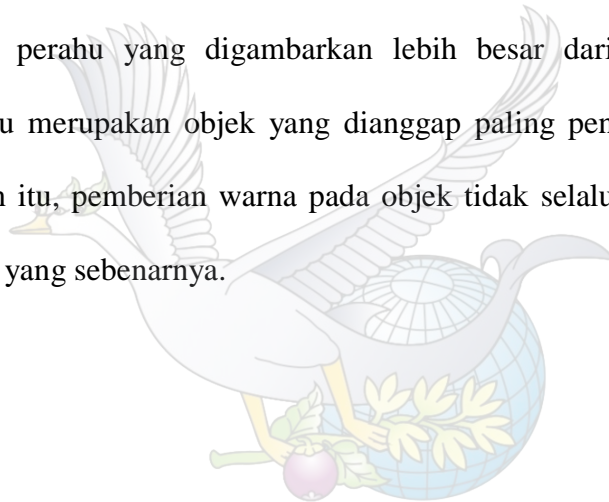 perahu yang digambarkan lebih besar dari
merupakan objek yang dianggap paling
itu, pemberian warna pada objek tidak selalu
yang sebenarnya.